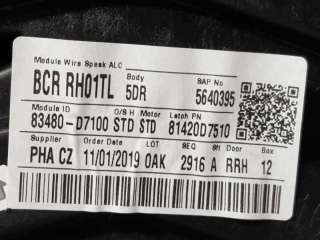 Module Wire Speak ALC Body SAP No
BCR RH01TL 5DR 5640395
Module ID O/S H Motor Latch PN
83480-D7100 STD STD 81420D7510
Supplier Order Date Lot SEQ SH Door Box
PHA CZ 11/01/2019 OAK 2916 A RRH 12